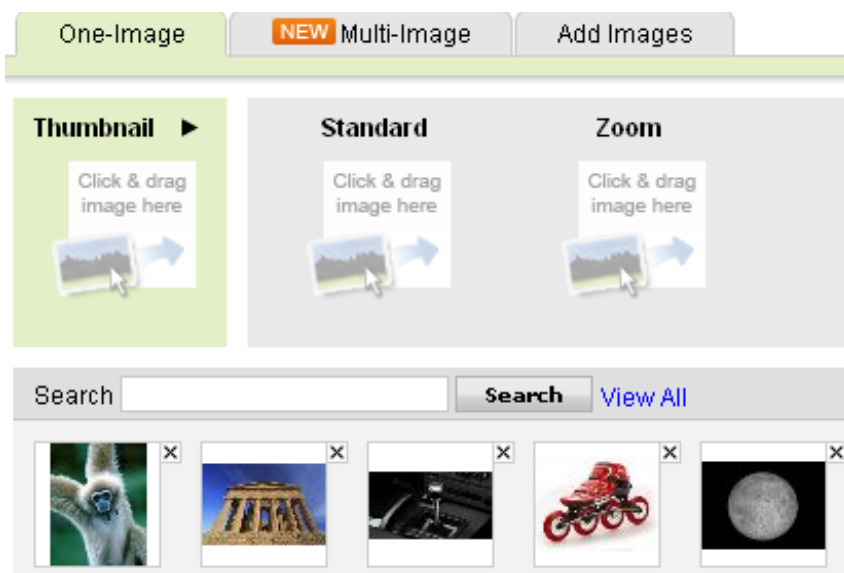 One-Image NEW Multi-Image Add Images
Thumbnail Standard Zoom
Click & drag
image here
Click & drag
image here
Click & drag
image here
Search Search View All